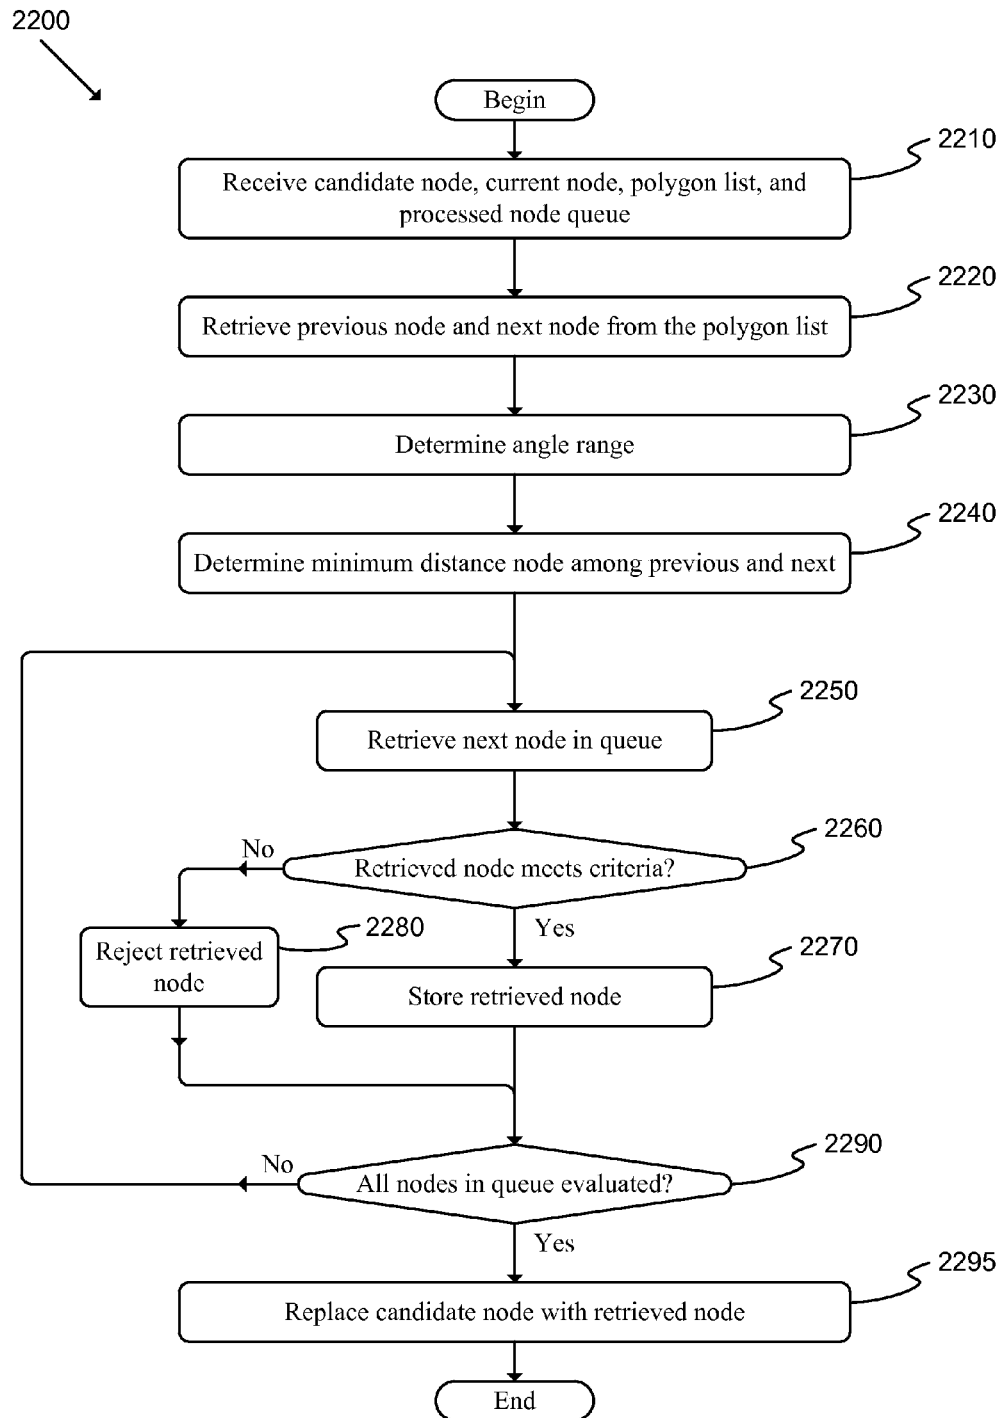 2200
Begin
2210
Receive candidate node, current node, polygon list, and
processed node queue
2220
Retrieve previous node and next node from the polygon list
2230
Determine angle range
2240
Determine minimum distance node among previous and next
2250
Retrieve next node in queue
2260
No
Retrieved node meets criteria?
Yes
2280
Reject retrieved
node
2270
Store retrieved node
2290
No
All nodes in queue evaluated?
Yes
2295
Replace candidate node with retrieved node
End